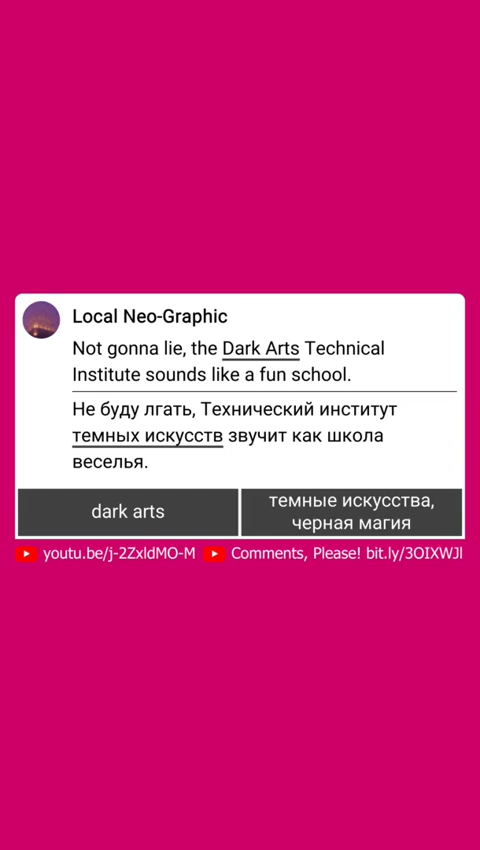 Local Neo-Graphic
Not gonna lie, the Dark Arts Technical
Institute sounds like a fun school.
Не буду лгать, Технический институт
темных искусств звучит как школа
веселья.
dark arts
темные искусства,
черная магия
youtu.be/j-2ZxldMO-M Comments, Please! bit.ly/3OIXWJl